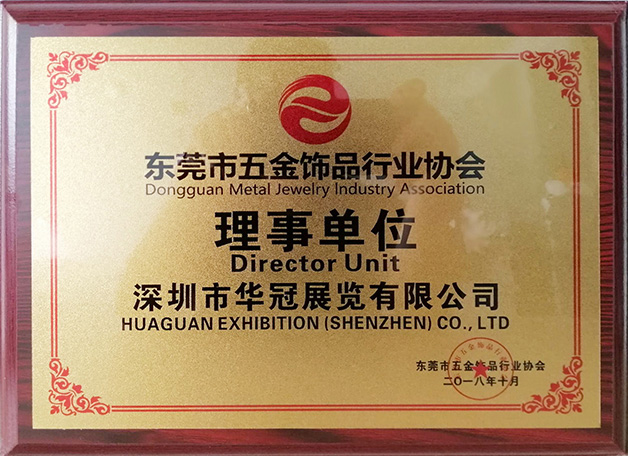 东莞市五金饰品行业协会
Dongguan Metal Jewelry Industry Association
理事单位
Director Unit
深圳市华冠展览有限公司
HUAGUAN EXHIBITION (SHENZHEN) CO., LTD
东莞市五金饰品行业协会
二〇一八年十月